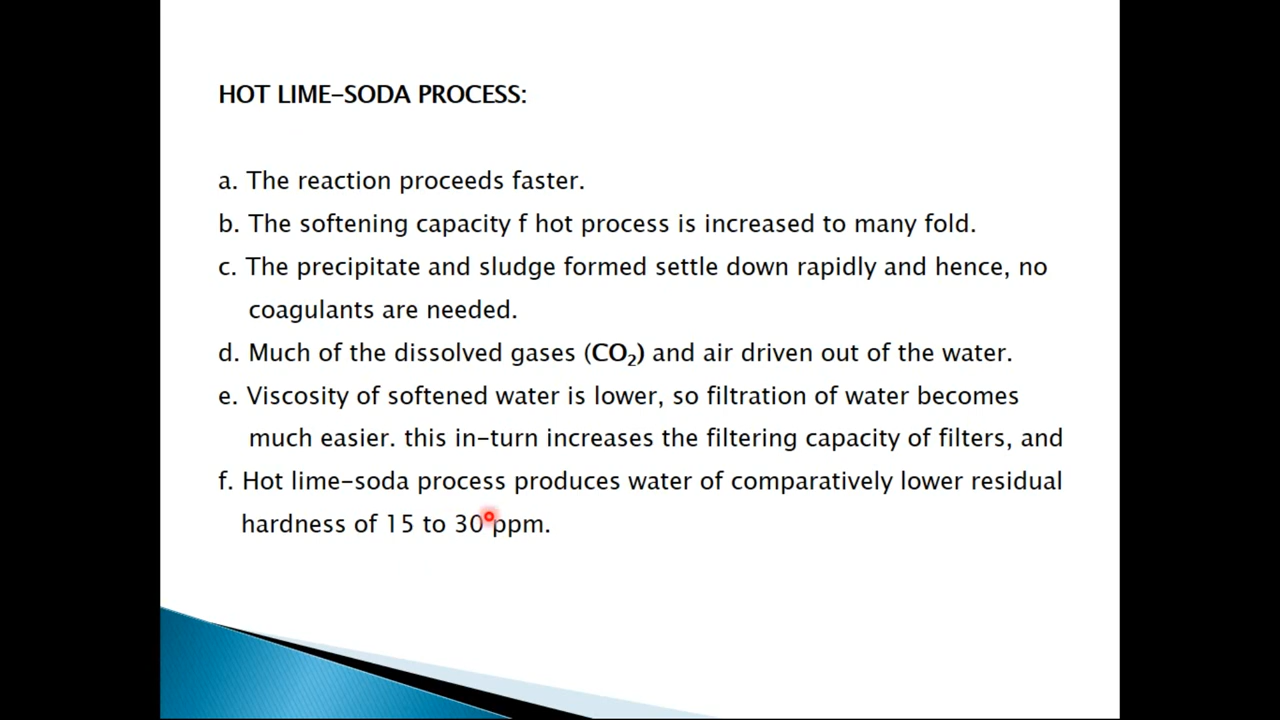 HOT LIME-SODA PROCESS:
a. The reaction proceeds faster.
b. The softening capacity f hot process is increased to many fold.
c. The precipitate and sludge formed settle down rapidly and hence, no
coagulants are needed.
d. Much of the dissolved gases (CO₂) and air driven out of the water.
e. Viscosity of softened water is lower, so filtration of water becomes
much easier. this in-turn increases the filtering capacity of filters, and
f. Hot lime-soda process produces water of comparatively lower residual
hardness of 15 to 30 ppm.